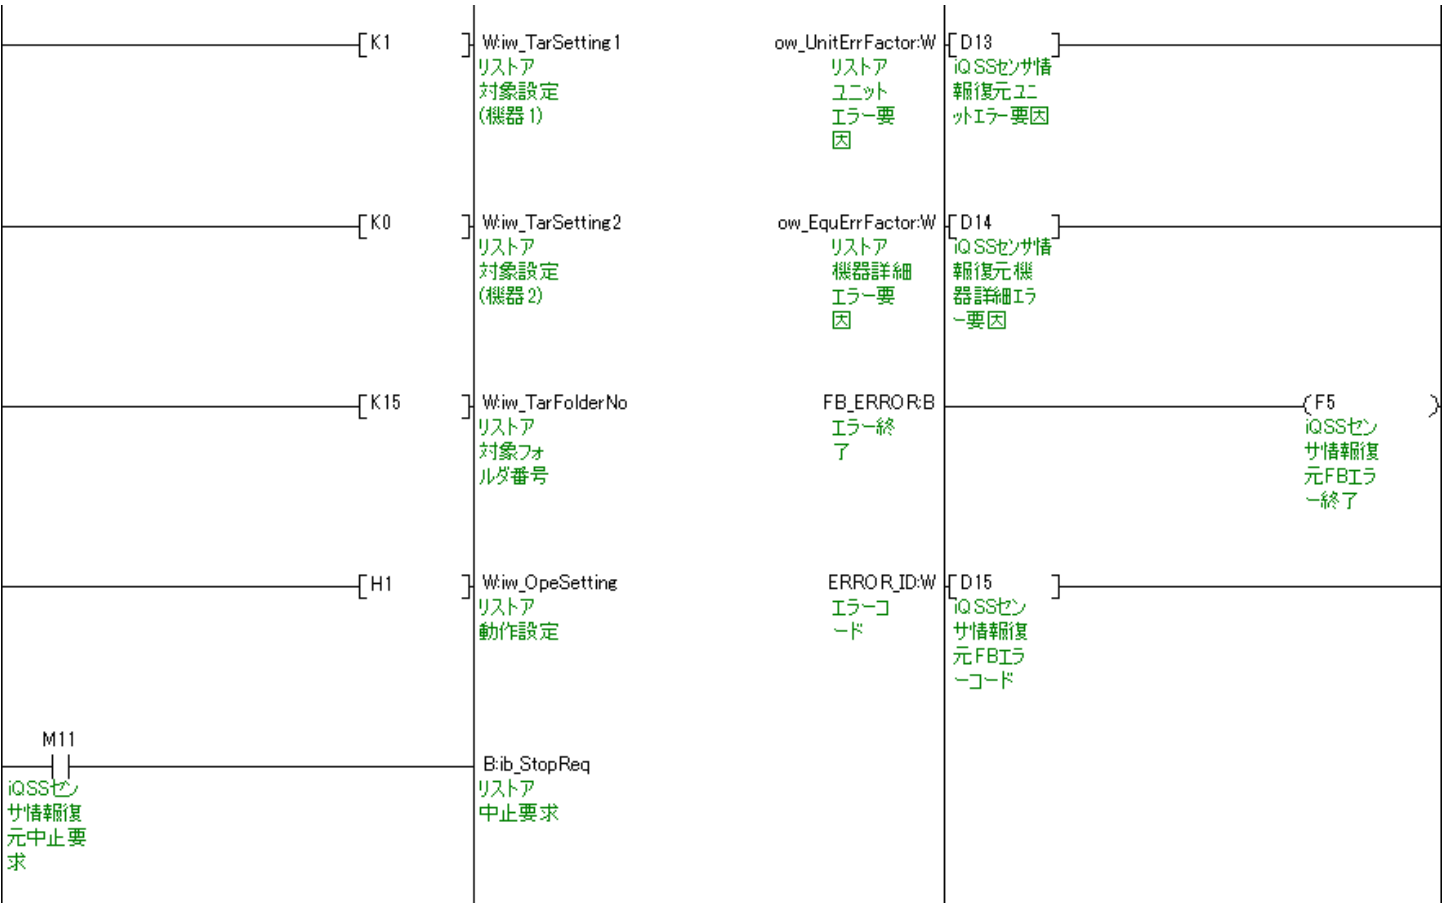 K1
W:iw_TarSetting1
リストア
対象設定
(機器1)
ow_UnitErrFactor:W
リストア
ユニット
エラー要
因
D13
iQSSセンサ情
報復元ユニ
ットエラー要因
K0
W:iw_TarSetting2
リストア
対象設定
(機器2)
ow_EquErrFactor:W
リストア
機器詳細
エラー要
因
D14
iQSSセンサ情
報復元機
器詳細エラ
ー要因
K15
W:iw_TarFolderNo
リストア
対象フォ
ルダ番号
FB_ERROR:B
エラー終
了
F5
iQSSセン
サ情報復
元FBエラ
ー終了
H1
W:iw_OpeSetting
リストア
動作設定
ERROR_ID:W
エラーコ
ード
D15
iQSSセン
サ情報復
元FBエラ
ーコード
M11
iQSSセン
サ情報復
元中止要
求
B:ib_StopReq
リストア
中止要求